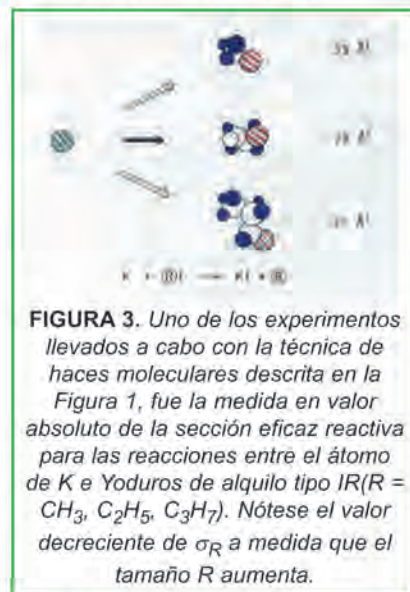 FIGURA 3. Uno de los experimentos
llevados a cabo con la técnica de
haces moleculares descrita en la
Figura 1, fue la medida en valor
absoluto de la sección eficaz reactiva
para las reacciones entre el átomo
de K e Yoduros de alquilo tipo IR(R =
CH₃, C₂H₅, C₃H₇). Nótese el valor
decreciente de σ_R a medida que el
tamaño R aumenta.